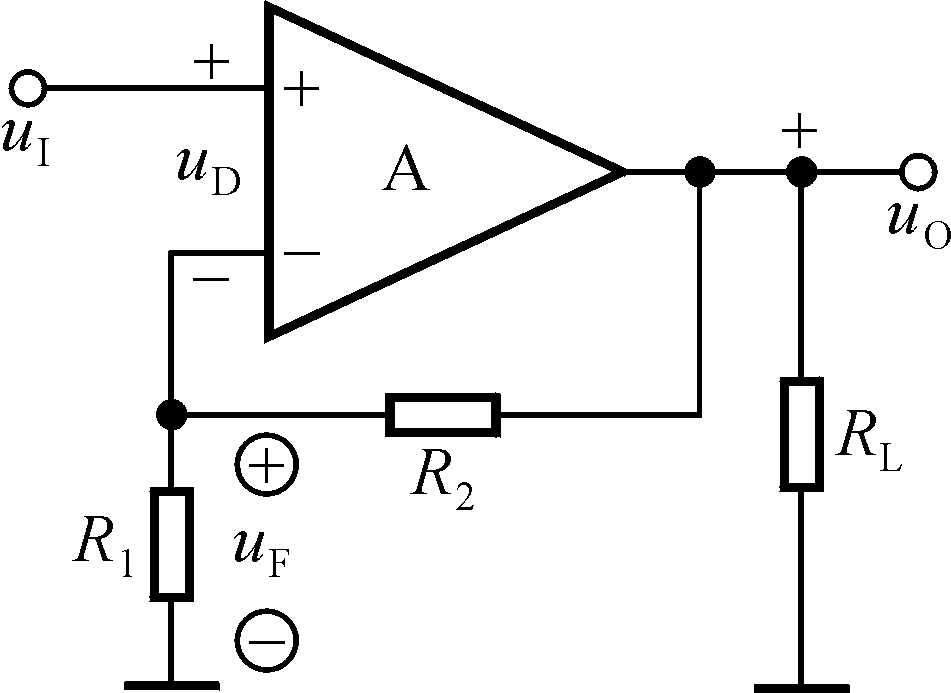 +
+
u_I
u_D
A
+
u_O
−
−
R_2
R_L
+
R_1
u_F
−